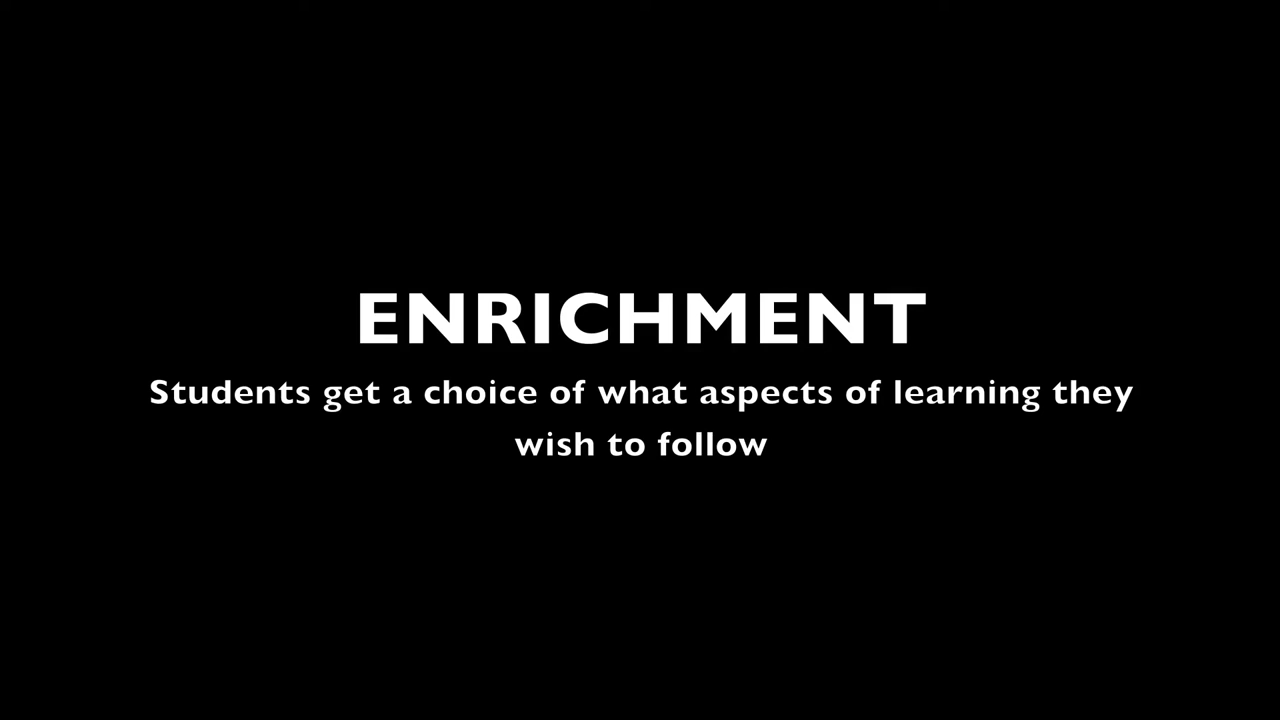 ENRICHMENT
Students get a choice of what aspects of learning they
wish to follow